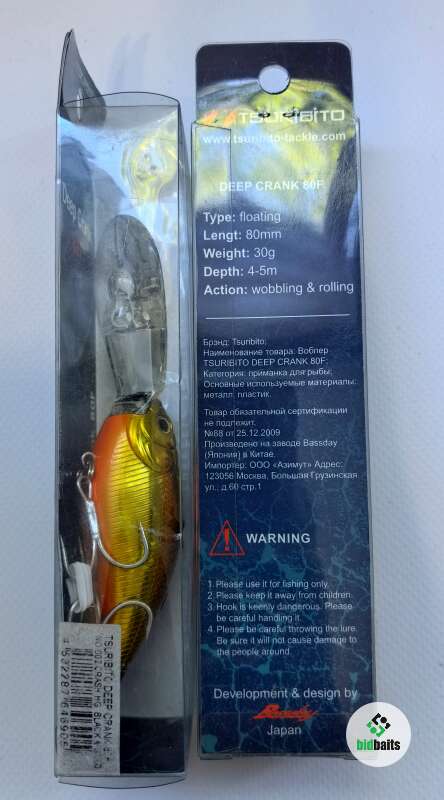 TSURIBITO
www.tsuribito-tackle.com
DEEP CRANK 80F
Type: floating
Lengt: 80mm
Weight: 30g
Depth: 4-5m
Action: wobbling & rolling
Брэнд: Tsuribito;
Наименование товара: Воблер
TSURIBITO DEEP CRANK 80F;
Категория: приманка для рыбы;
Основные используемые материалы:
металл, пластик.
Товар обязательной сертификации
не подлежит.
№88 от 25.12.2009
Произведено на заводе Bassday
(Япония) в Китае.
Импортер: ООО «Азимут» Адрес:
123056 Москва, Большая Грузинская
ул.; д.60 стр.1
WARNING
1. Please use it for fishing only.
2. Please keep it away from children.
3. Hook is keenly dangerous. Please
be careful handling it.
4. Please be careful throwing the lure.
Be sure it will not cause damage to
the people around.
Development & design by
Bassday
Japan
Deep
TSURIBITO DEEP CRANK
bidbaits